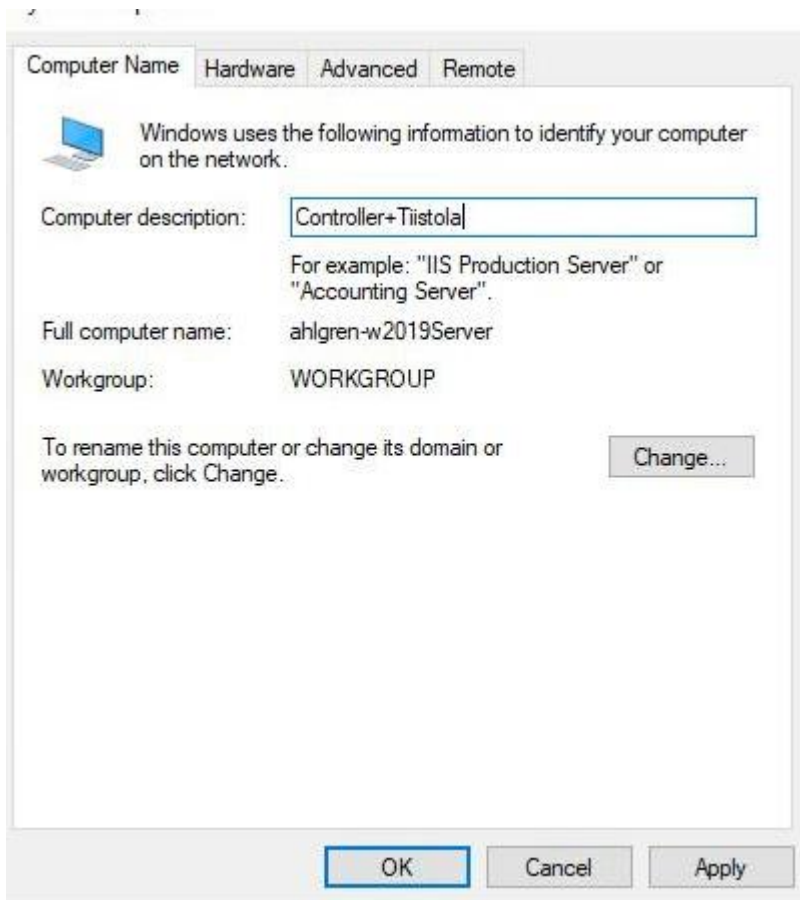 Computer Name Hardware Advanced Remote
Windows uses the following information to identify your computer
on the network.
Computer description: Controller+Tiistola
For example: "IIS Production Server" or
"Accounting Server".
Full computer name: ahlgren-w2019Server
Workgroup: WORKGROUP
To rename this computer or change its domain or
workgroup, click Change.
Change...
OK Cancel Apply